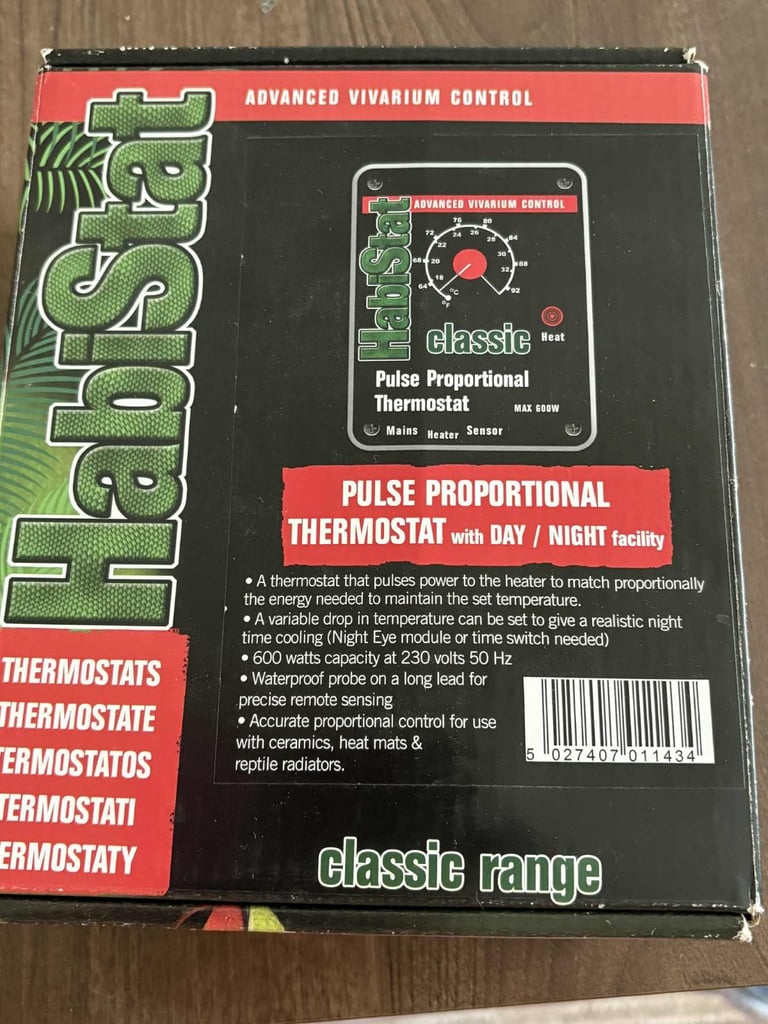 ADVANCED VIVARIUM CONTROL
HabiStat
HabiStat
ADVANCED VIVARIUM CONTROL
64 68 72 76 80 84 88 92
18 20 22 24 26 28 30 32
°C
°F
classic
Heat
Pulse Proportional
Thermostat
MAX 600W
Mains Heater Sensor
PULSE PROPORTIONAL
THERMOSTAT with DAY / NIGHT facility
• A thermostat that pulses power to the heater to match proportionally
the energy needed to maintain the set temperature.
• A variable drop in temperature can be set to give a realistic night
time cooling (Night Eye module or time switch needed)
• 600 watts capacity at 230 volts 50 Hz
• Waterproof probe on a long lead for
precise remote sensing
• Accurate proportional control for use
with ceramics, heat mats &
reptile radiators.
5 027407 011434
THERMOSTATS
THERMOSTATE
TERMOSTATOS
TERMOSTATI
ERMOSTATY
classic range